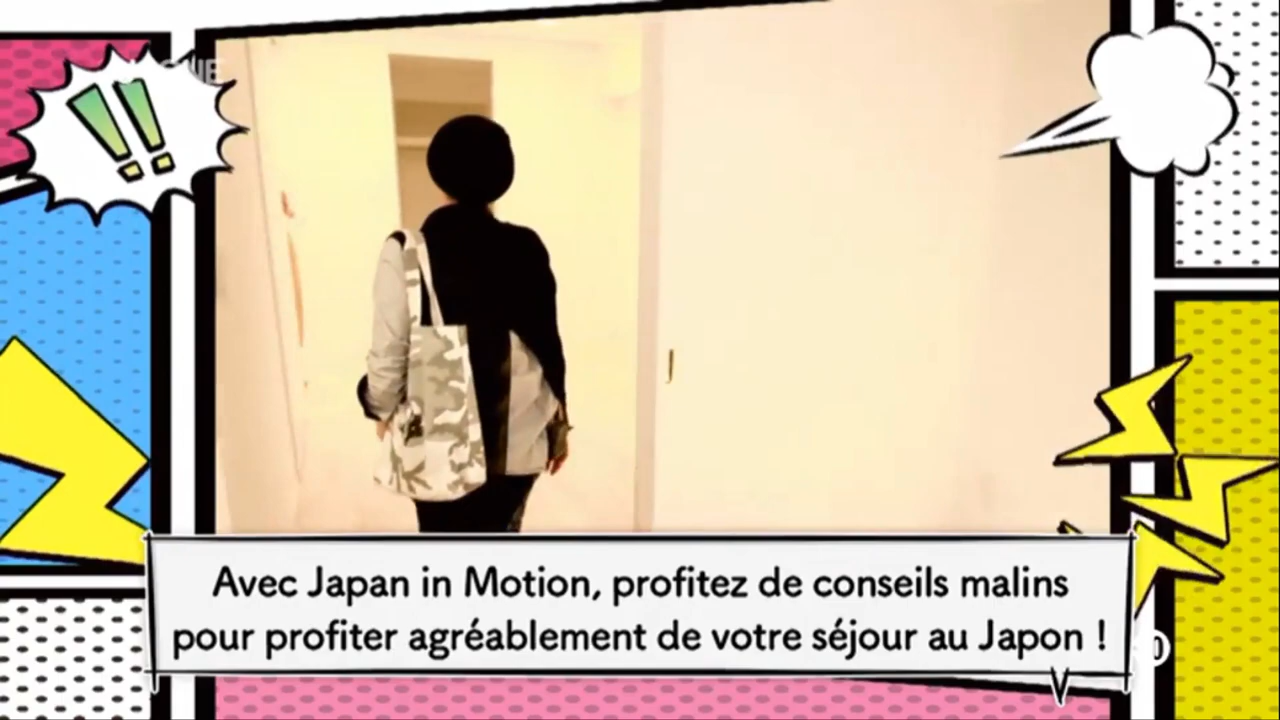 !!
Avec Japan in Motion, profitez de conseils malins
pour profiter agréablement de votre séjour au Japon !